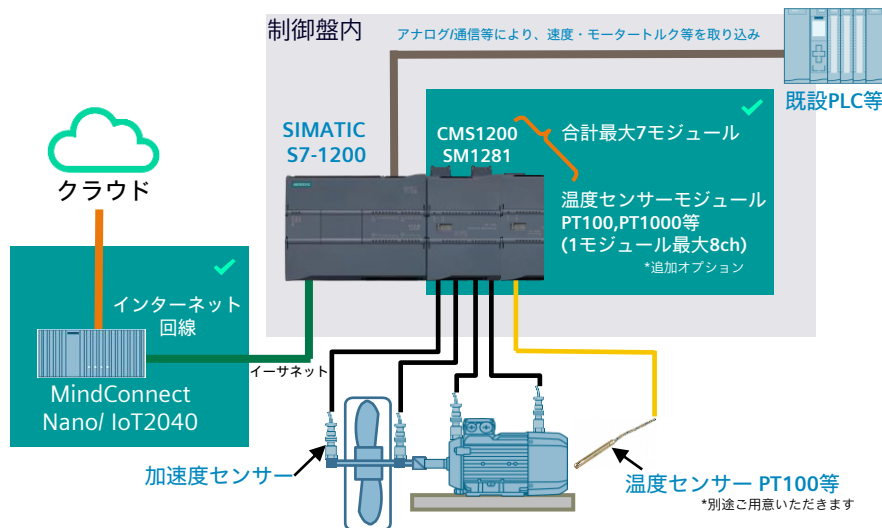 制御盤内
アナログ/通信等により、速度・モータートルク等を取り込み
既設PLC等
SIMATIC
S7-1200
CMS1200
SM1281
合計最大7モジュール
温度センサーモジュール
PT100,PT1000等
(1モジュール最大8ch)
*追加オプション
クラウド
インターネット
回線
イーサネット
MindConnect
Nano/ IoT2040
加速度センサー
温度センサー PT100等
*別途ご用意いただきます